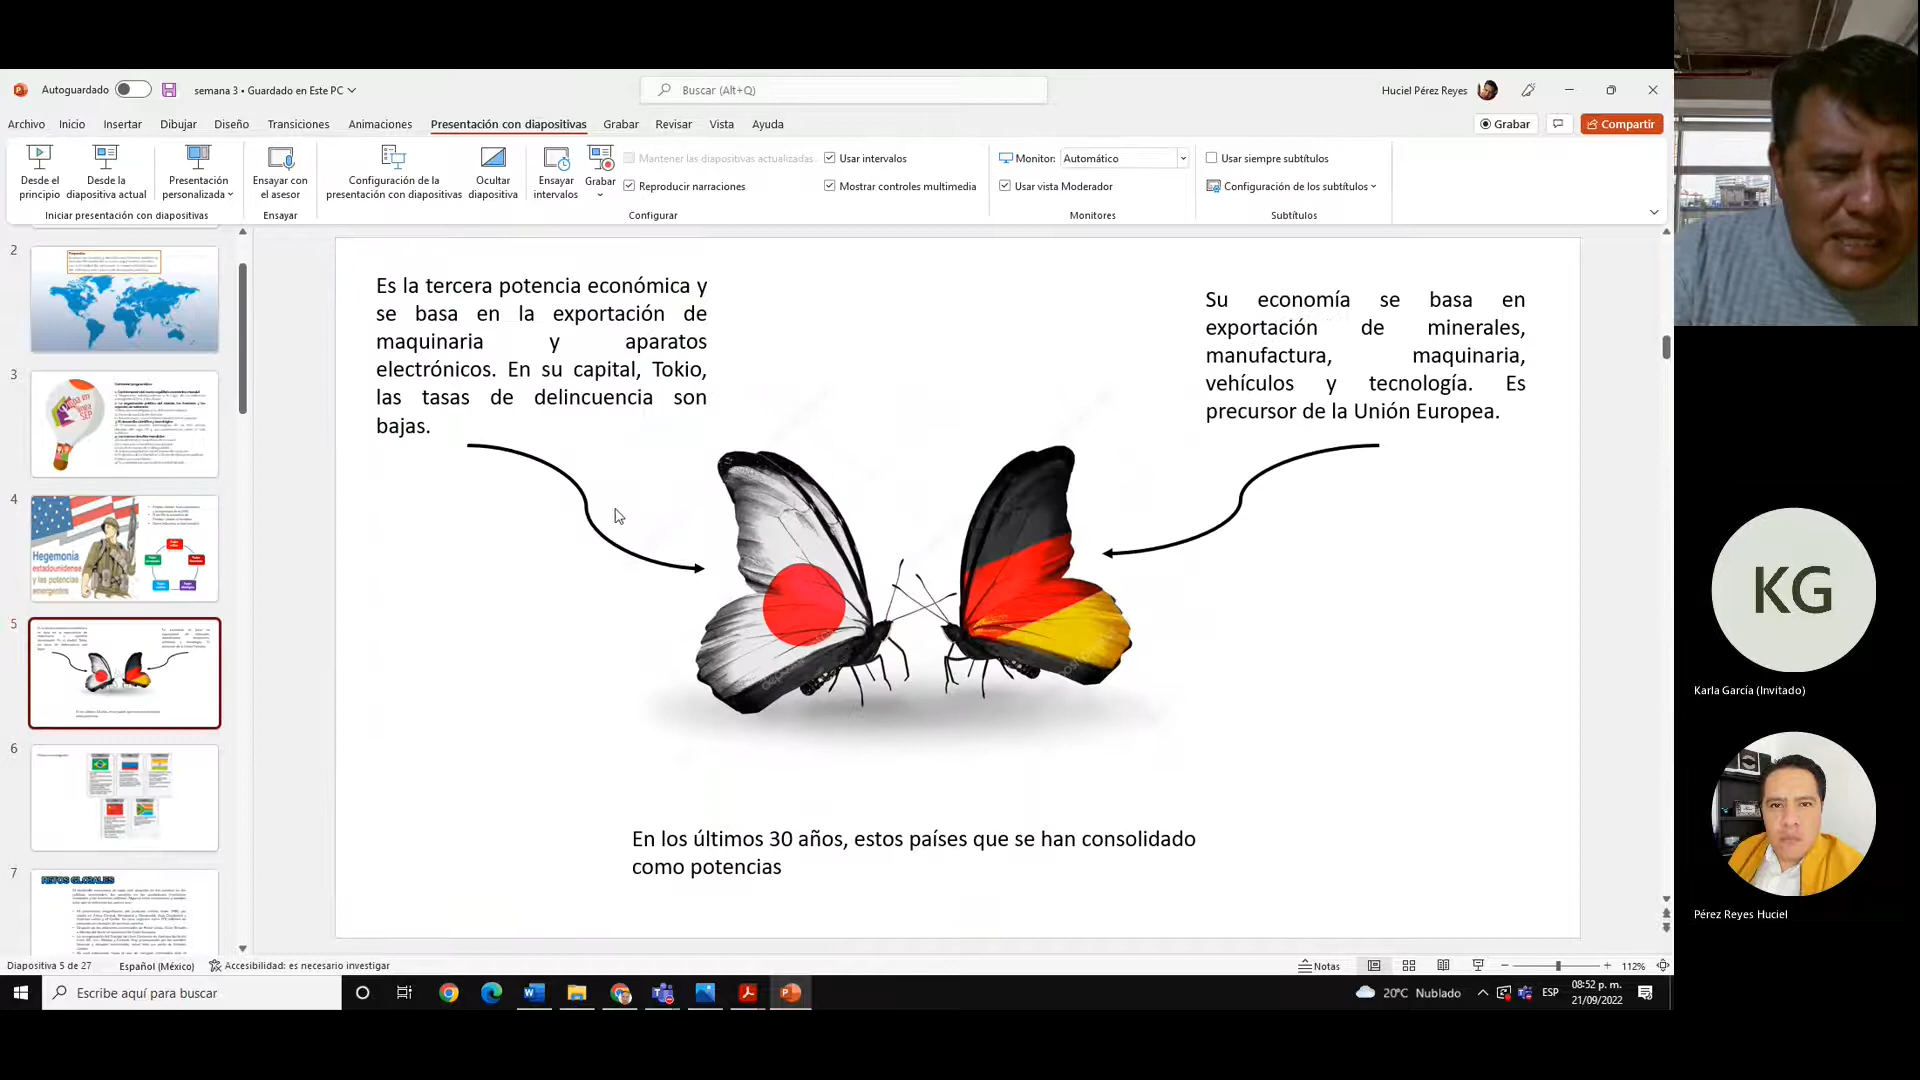 Autoguardado
semana 3 • Guardado en Este PC
Buscar (Alt+Q)
Huciel Pérez Reyes
Archivo Inicio Insertar Dibujar Diseño Transiciones Animaciones Presentación con diapositivas Grabar Revisar Vista Ayuda
Grabar
Compartir
Desde el principio
Desde la diapositiva actual
Presentación personalizada
Ensayar con el asesor
Configuración de la presentación con diapositivas
Ocultar diapositiva
Ensayar intervalos
Grabar
Mantener las diapositivas actualizadas
Reproducir narraciones
Usar intervalos
Mostrar controles multimedia
Monitor: Automático
Usar vista Moderador
Usar siempre subtítulos
Configuración de los subtítulos
Iniciar presentación con diapositivas
Ensayar
Configurar
Monitores
Subtítulos
2
3
4
Hegemonía
estadounidense
y las potencias
emergentes
5
6
7
RETOS GLOBALES
Es la tercera potencia económica y
se basa en la exportación de
maquinaria y aparatos
electrónicos. En su capital, Tokio,
las tasas de delincuencia son
bajas.
Su economía se basa en
exportación de minerales,
manufactura, maquinaria,
vehículos y tecnología. Es
precursor de la Unión Europea.
En los últimos 30 años, estos países que se han consolidado
como potencias
KG
Karla García (Invitado)
Pérez Reyes Huciel
Diapositiva 5 de 27
Español (México)
Accesibilidad: es necesario investigar
Notas
112%
Escribe aquí para buscar
20°C Nublado
ESP
08:52 p. m.
21/09/2022